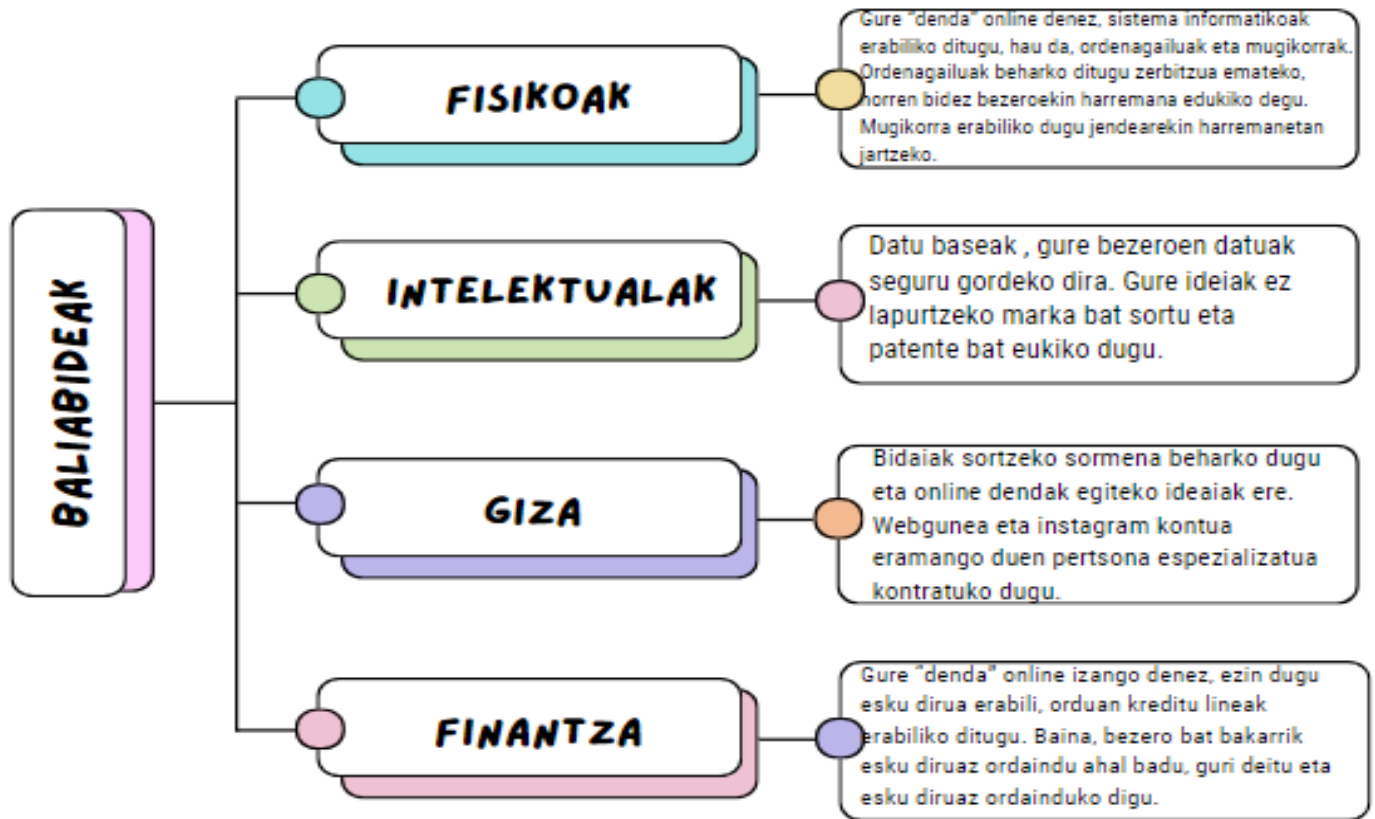 BALIABIDEAK
FISIKOAK
Gure "denda" online denez, sistema informatikoak
erabiliko ditugu, hau da, ordenagailuak eta mugikorrak.
Ordenagailuak beharko ditugu zerbitzua emateko,
horren bidez bezeroekin harremana edukiko degu.
Mugikorra erabiliko dugu jendearekin harremanetan
jartzeko.
INTELEKTUALAK
Datu baseak , gure bezeroen datuak
seguru gordeko dira. Gure ideiak ez
lapurtzeko marka bat sortu eta
patente bat eukiko dugu.
GIZA
Bidaiak sortzeko sormena beharko dugu
eta online dendak egiteko ideaiak ere.
Webgunea eta instagram kontua
eramango duen pertsona espezializatua
kontratuko dugu.
FINANTZA
Gure "denda" online izango denez, ezin dugu
esku dirua erabili, orduan kreditu lineak
erabiliko ditugu. Baina, bezero bat bakarrik
esku diruaz ordaindu ahal badu, guri deitu eta
esku diruaz ordainduko digu.